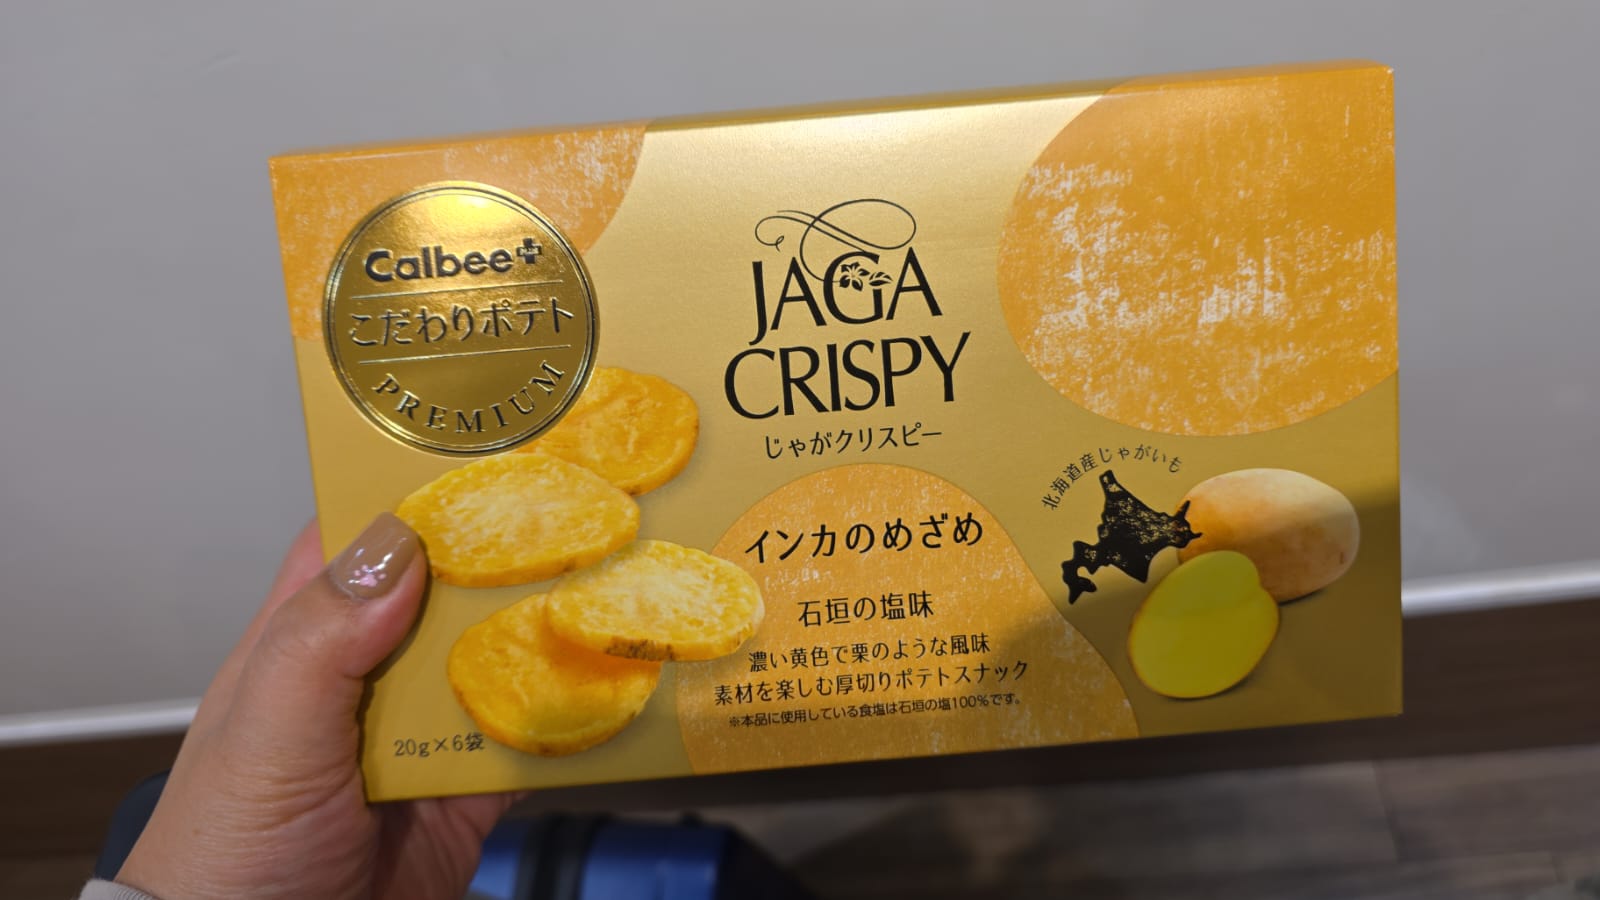 Calbee+
こだわりポテト
PREMIUM
JAGA
CRISPY
じゃがクリスピー
北海道産じゃがいも
インカのめざめ
石垣の塩味
濃い黄色で栗のような風味
素材を楽しむ厚切りポテトスナック
※本品に使用している食塩は石垣の塩100%です。
20g×6袋